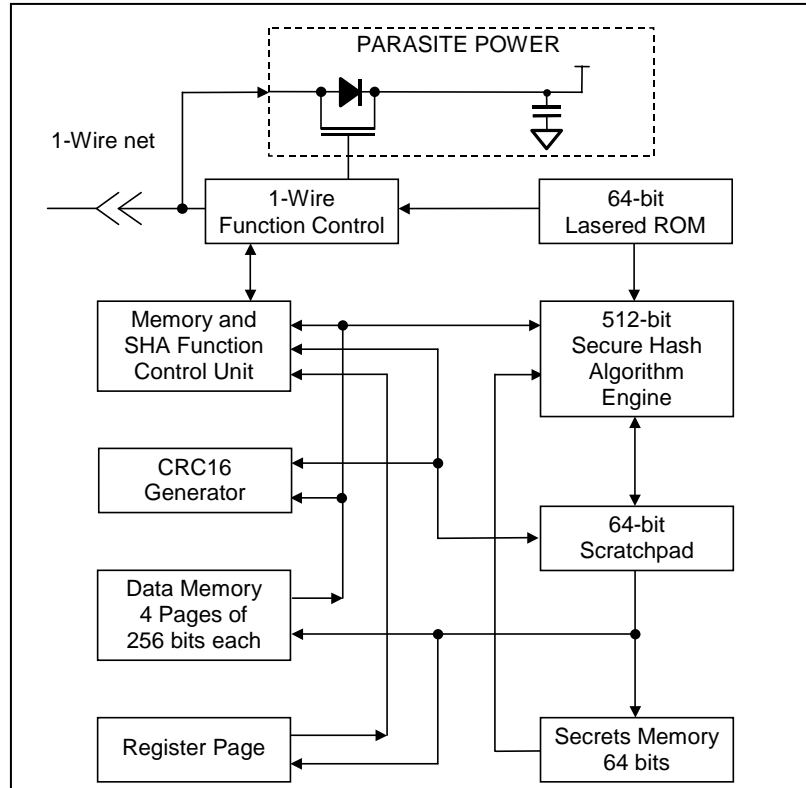 PARASITE POWER
1-Wire net
1-Wire
Function Control
64-bit
Lasered ROM
Memory and
SHA Function
Control Unit
512-bit
Secure Hash
Algorithm
Engine
CRC16
Generator
64-bit
Scratchpad
Data Memory
4 Pages of
256 bits each
Register Page
Secrets Memory
64 bits